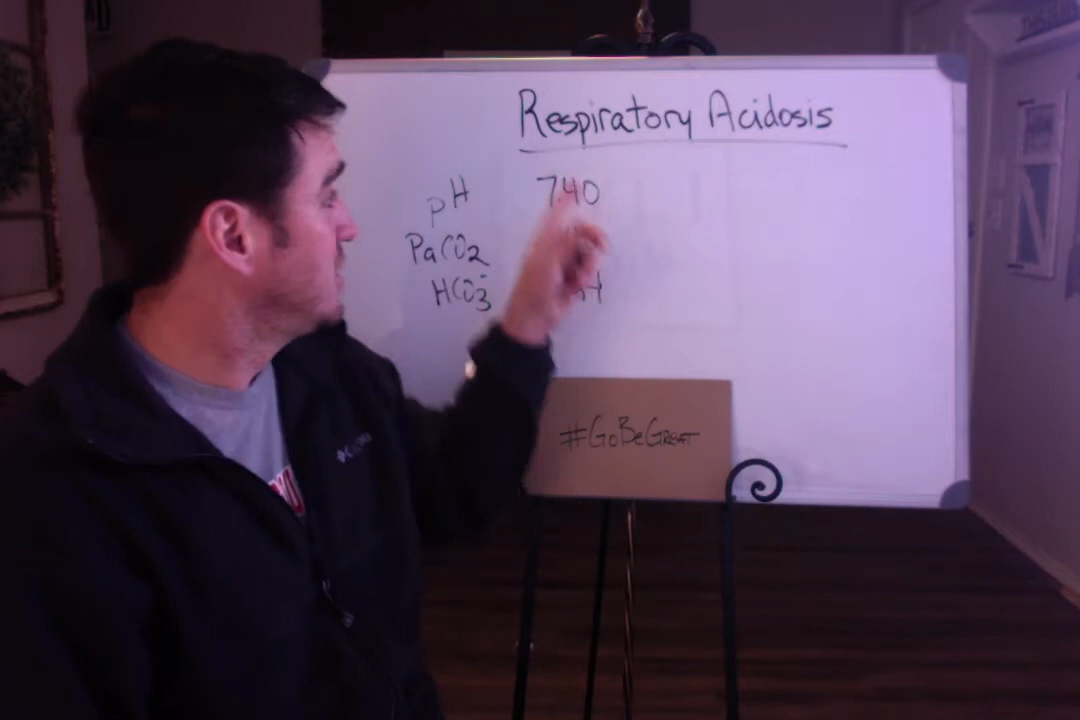 Respiratory Acidosis
pH 7.40
PaCO₂
HCO₃⁻
#GoBeGreat